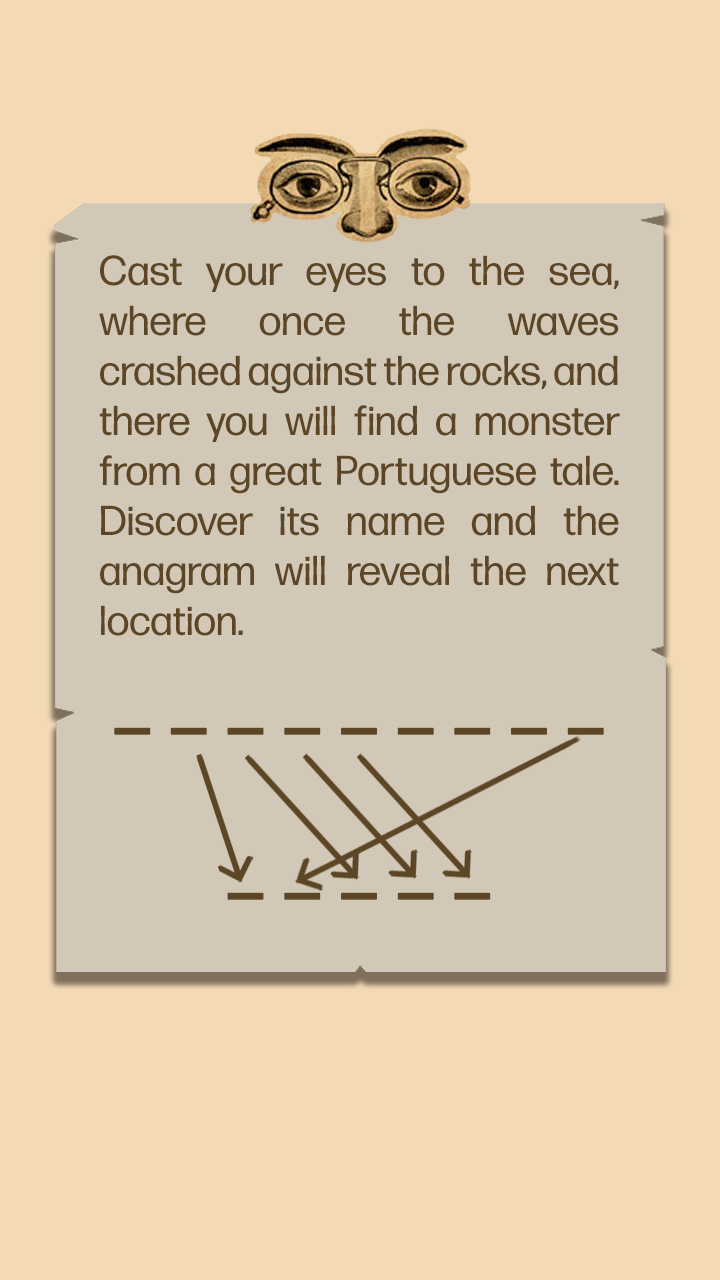 Cast your eyes to the sea,
where once the waves
crashed against the rocks, and
there you will find a monster
from a great Portuguese tale.
Discover its name and the
anagram will reveal the next
location.